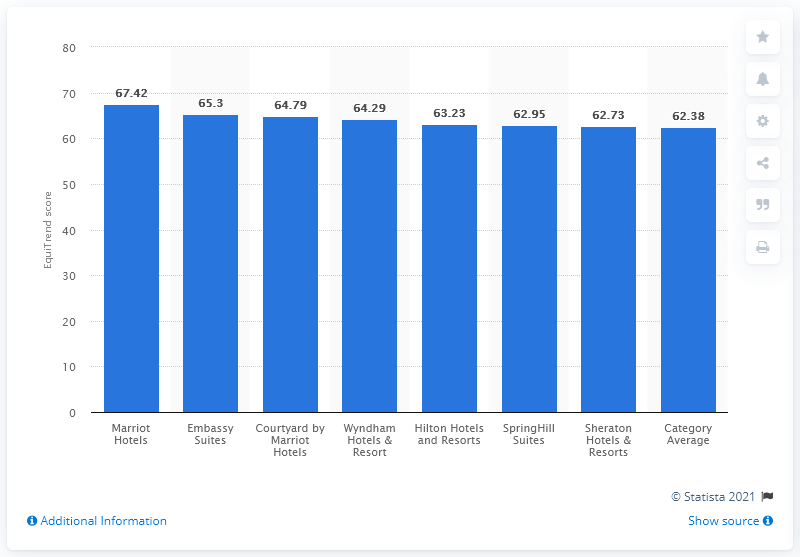 80
70
60
50
40
30
20
10
0
EquiTrend score
67.42
65.3
64.79
64.29
63.23
62.95
62.73
62.38
Marriot
Hotels
Embassy
Suites
Courtyard by
Marriot
Hotels
Wyndham
Hotels &
Resort
Hilton Hotels
and Resorts
SpringHill
Suites
Sheraton
Hotels &
Resorts
Category
Average
© Statista 2021
Additional Information
Show source